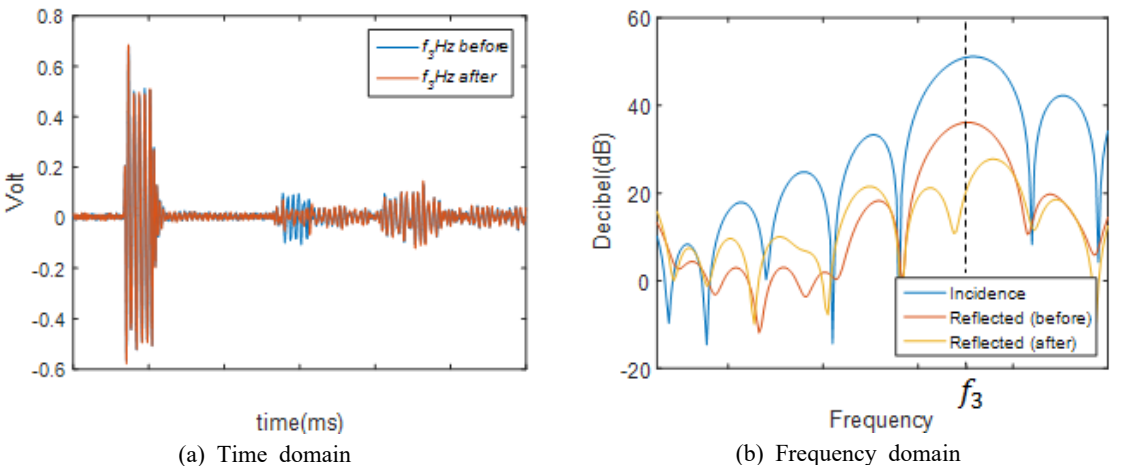 0.8
0.6
0.4
0.2
0
-0.2
-0.4
-0.6
Volt
f3Hz before
f3Hz after
time(ms)
(a) Time domain
60
40
20
0
-20
Decibel(dB)
Incidence
Reflected (before)
Reflected (after)
f3
Frequency
(b) Frequency domain